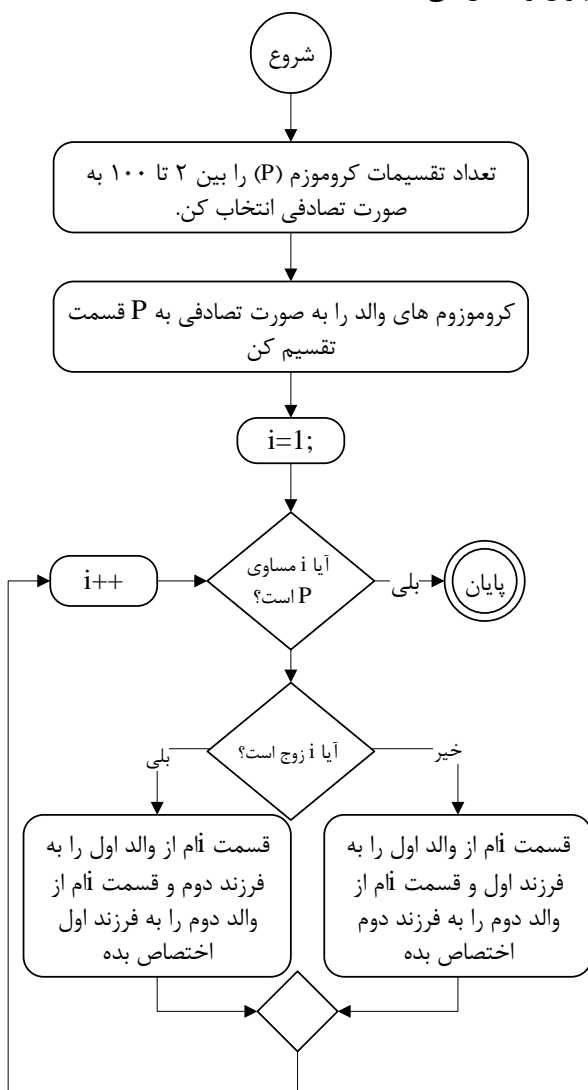 شروع
تعداد تقسیمات کروموزم (P) را بین ۲ تا ۱۰۰ به
صورت تصادفی انتخاب کن.
کروموزوم های والد را به صورت تصادفی به P قسمت
تقسیم کن
i=1;
آیا i مساوی
P است؟
بلی
پایان
i++
آیا i زوج است؟
خیر
بلی
قسمت iام از والد اول را به
فرزند اول و قسمت iام از
والد دوم را به فرزند دوم
اختصاص بده
قسمت iام از والد اول را به
فرزند دوم و قسمت iام از
والد دوم را به فرزند اول
اختصاص بده